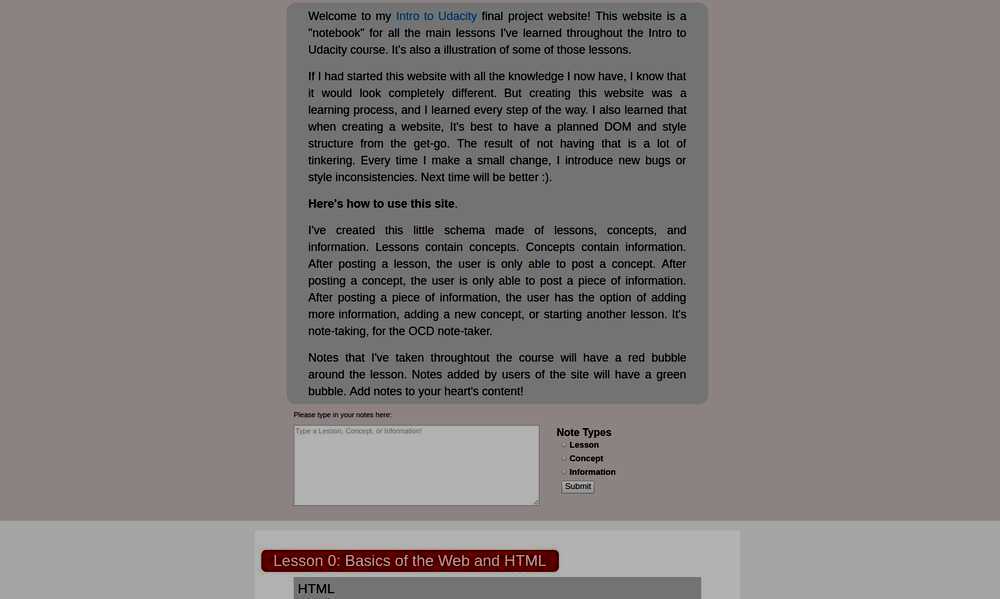 Welcome to my Intro to Udacity final project website! This website is a
"notebook" for all the main lessons I've learned throughout the Intro to
Udacity course. It's also a illustration of some of those lessons.
If I had started this website with all the knowledge I now have, I know that
it would look completely different. But creating this website was a
learning process, and I learned every step of the way. I also learned that
when creating a website, It's best to have a planned DOM and style
structure from the get-go. The result of not having that is a lot of
tinkering. Every time I make a small change, I introduce new bugs or
style inconsistencies. Next time will be better :).
Here's how to use this site.
I've created this little schema made of lessons, concepts, and
information. Lessons contain concepts. Concepts contain information.
After posting a lesson, the user is only able to post a concept. After
posting a concept, the user is only able to post a piece of information.
After posting a piece of information, the user has the option of adding
more information, adding a new concept, or starting another lesson. It's
note-taking, for the OCD note-taker.
Notes that I've taken throughtout the course will have a red bubble
around the lesson. Notes added by users of the site will have a green
bubble. Add notes to your heart's content!
Please type in your notes here:
Type a Lesson, Concept, or Information!
Note Types
Lesson
Concept
Information
Submit
Lesson 0: Basics of the Web and HTML
HTML